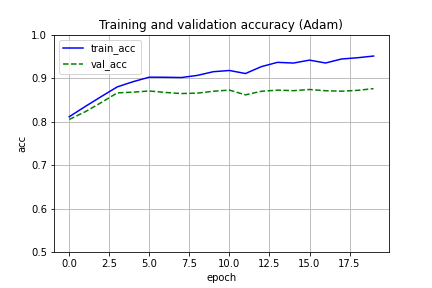 Training and validation accuracy (Adam)
train_acc
val_acc
acc
1.0
0.9
0.8
0.7
0.6
0.5
0.0 2.5 5.0 7.5 10.0 12.5 15.0 17.5
epoch